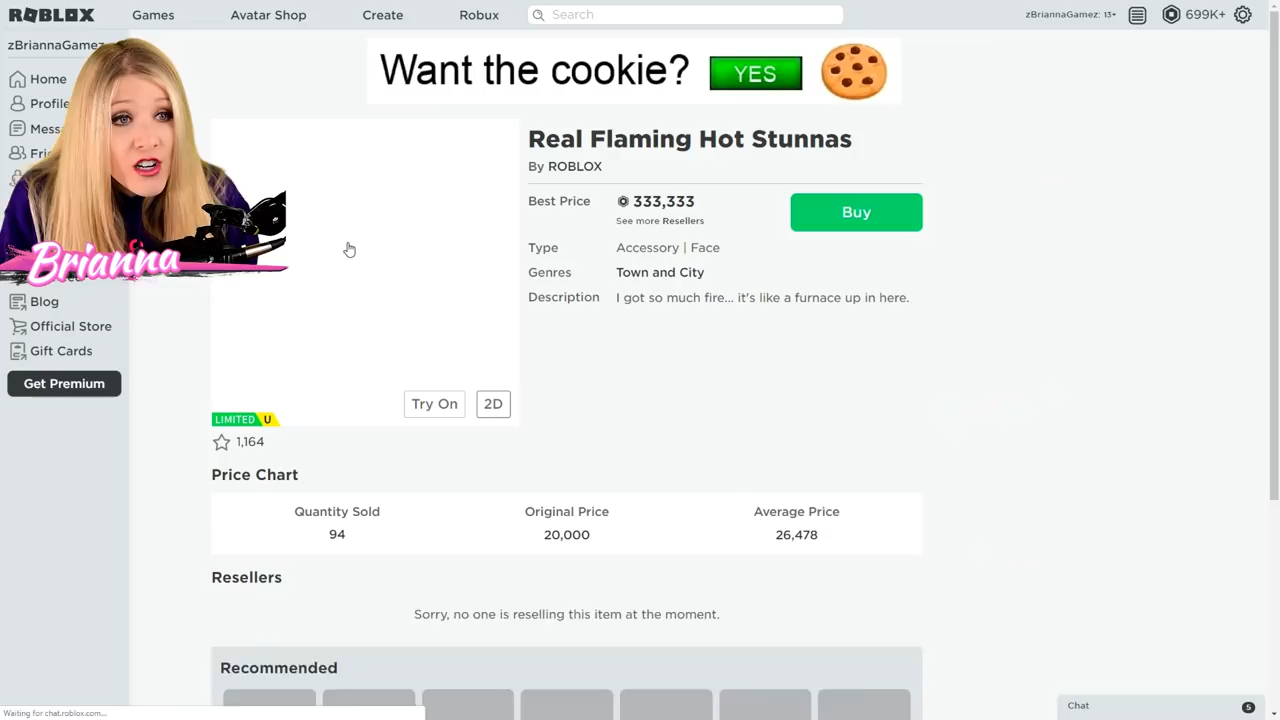 ROBLOX
Games
Avatar Shop
Create
Robux
Search
zBriannaGamez: 13+
699K+
zBriannaGamez
Home
Profile
Blog
Official Store
Gift Cards
Get Premium
Brianna
Want the cookie? YES
Real Flaming Hot Stunnas
By ROBLOX
Best Price 333,333
See more Resellers
Buy
Type Accessory | Face
Genres Town and City
Description I got so much fire... it's like a furnace up in here.
Try On
2D
LIMITED U
1,164
Price Chart
Quantity Sold Original Price Average Price
94 20,000 26,478
Resellers
Sorry, no one is reselling this item at the moment.
Recommended
Waiting for chat.roblox.com...
Chat 5